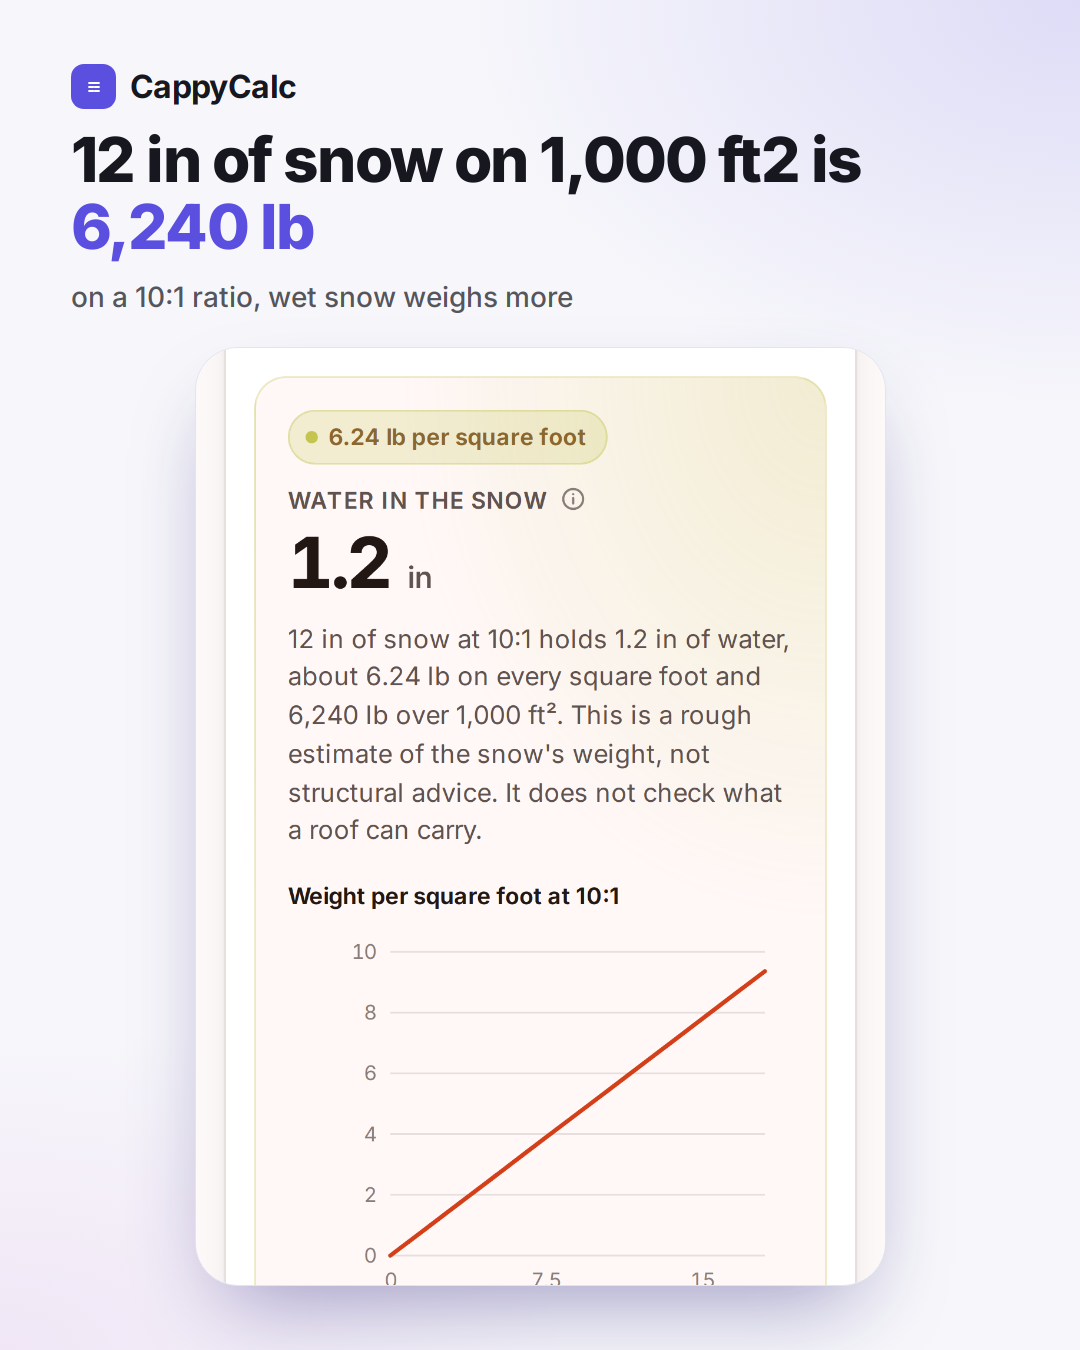 CappyCalc
12 in of snow on 1,000 ft2 is
6,240 lb
on a 10:1 ratio, wet snow weighs more
6.24 lb per square foot
WATER IN THE SNOW
1.2 in
12 in of snow at 10:1 holds 1.2 in of water,
about 6.24 lb on every square foot and
6,240 lb over 1,000 ft². This is a rough
estimate of the snow's weight, not
structural advice. It does not check what
a roof can carry.
Weight per square foot at 10:1
10
8
6
4
2
0
0 7.5 15